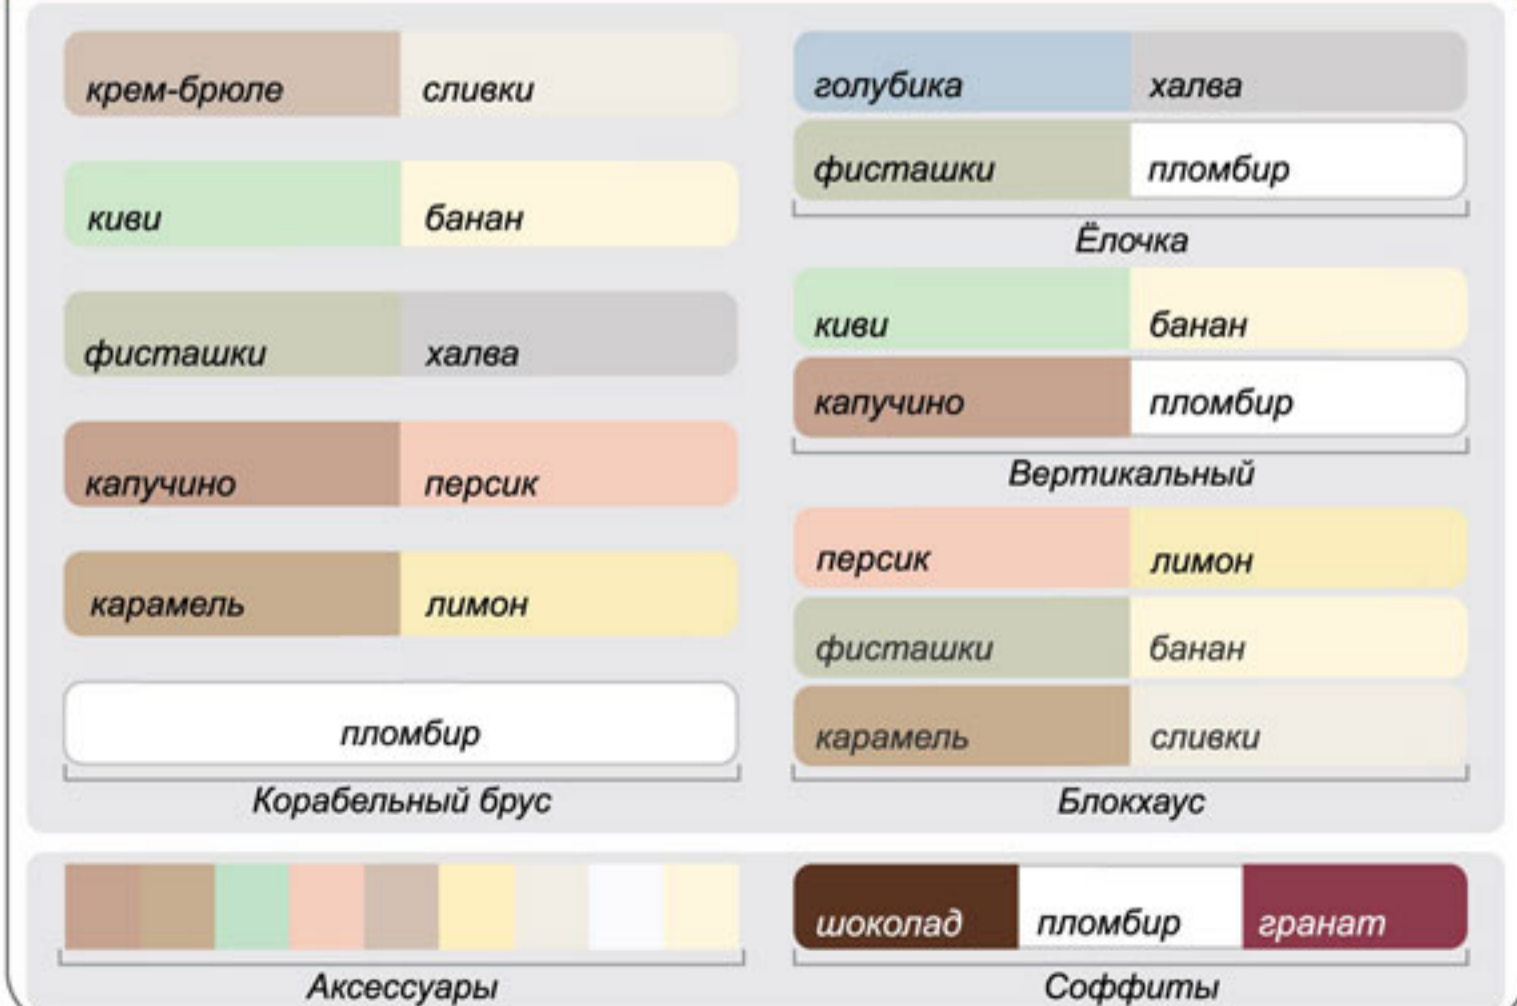 крем-брюле сливки
киви банан
фисташки халва
капучино персик
карамель лимон
пломбир
Корабельный брус
голубика халва
фисташки пломбир
Ёлочка
киви банан
капучино пломбир
Вертикальный
персик лимон
фисташки банан
карамель сливки
Блокхаус
Аксессуары
шоколад пломбир гранат
Соффиты